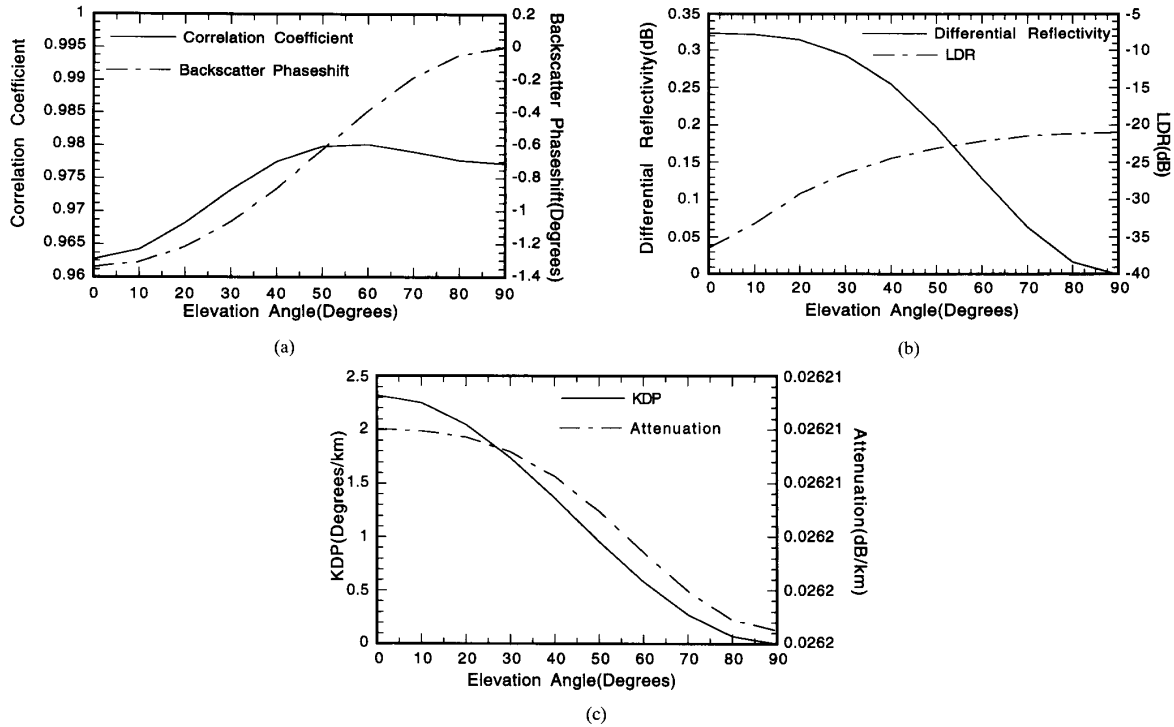 1
0.995
0.99
0.985
0.98
0.975
0.97
0.965
0.96
Correlation Coefficient
Correlation Coefficient
Backscatter Phaseshift
0.2
0
-0.2
-0.4
-0.6
-0.8
-1
-1.2
-1.4
Backscatter Phaseshift(Degrees)
0 10 20 30 40 50 60 70 80 90
Elevation Angle(Degrees)
(a)
0.35
0.3
0.25
0.2
0.15
0.1
0.05
0
Differential Reflectivity(dB)
Differential Reflectivity
LDR
-5
-10
-15
-20
-25
-30
-35
-40
LDR(dB)
0 10 20 30 40 50 60 70 80 90
Elevation Angle(Degrees)
(b)
2.5
2
1.5
1
0.5
0
KDP(Degrees/km)
KDP
Attenuation
0.02621
0.02621
0.02621
0.0262
0.0262
0.0262
Attenuation(dB/km)
0 10 20 30 40 50 60 70 80 90
Elevation Angle(Degrees)
(c)